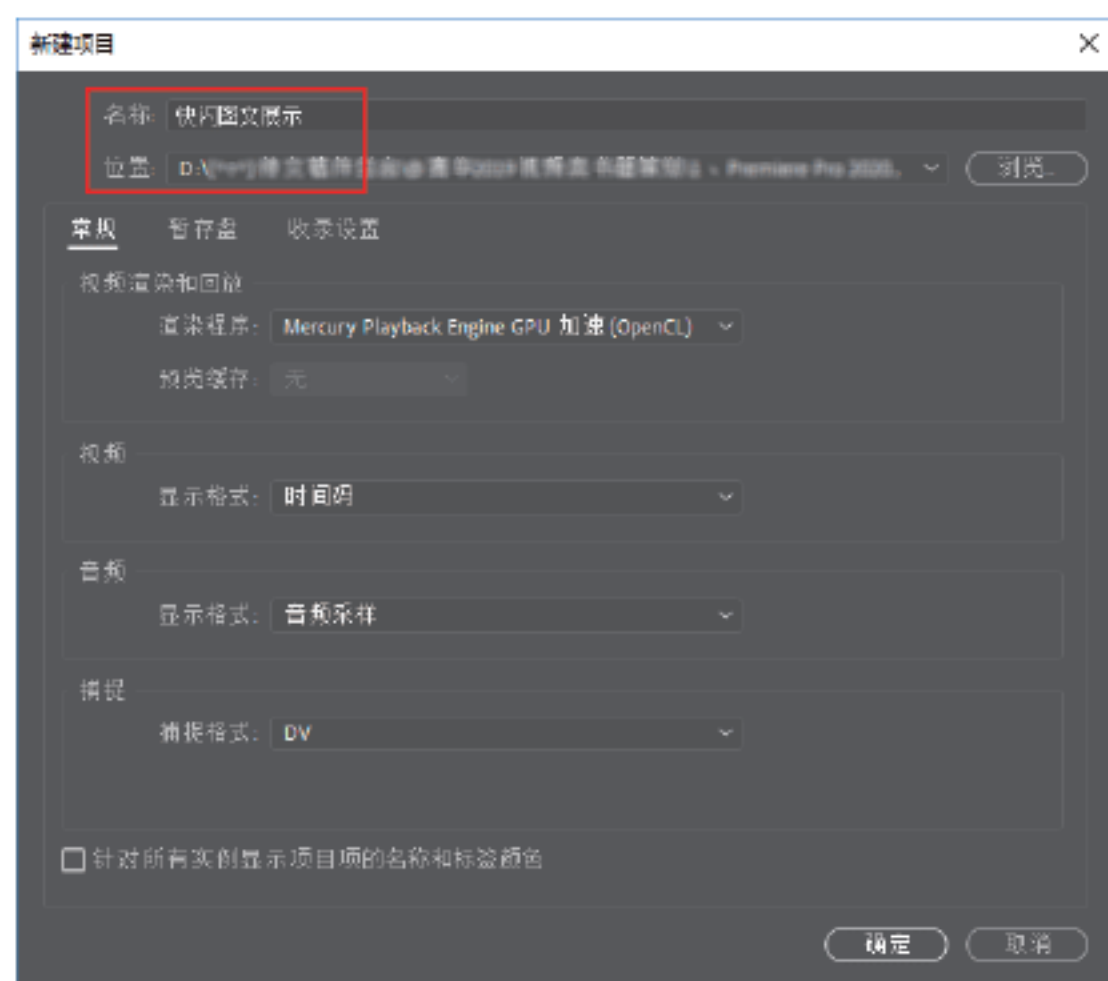 新建项目
名称: 快闪图文展示
位置: D:\ Premiere Pro 2020, 浏览...
常规 暂存盘 收录设置
视频渲染和回放
渲染程序: Mercury Playback Engine GPU 加速 (OpenCL)
预览缓存: 无
视频
显示格式: 时间码
音频
显示格式: 音频采样
捕捉
捕捉格式: DV
针对所有实例显示项目项的名称和标签颜色
确定 取消